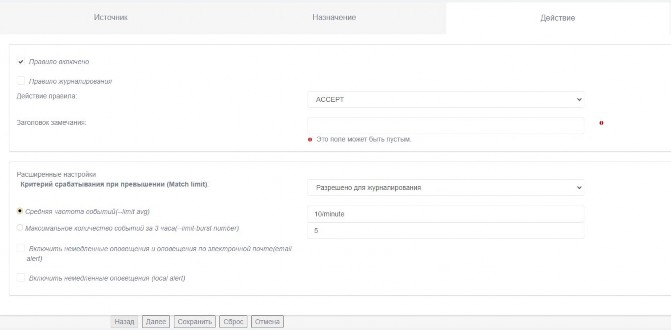 Источник
Назначение
Действие
Правило включено
Правило журналирования
Действие правила:
ACCEPT
Заголовок замечания:
Это поле может быть пустым.
Расширенные настройки
Критерий срабатывания при превышении (Match limit).
Разрешено для журналирования
Средняя частота событий(--limit avg)
10/minute
Максимальное количество событий за 3 часа(--limit-burst number)
5
Включить немедленные оповещения и оповещения по электронной почте(email
alert)
Включить немедленные оповещения (local alert)
Назад
Далее
Сохранить
Сброс
Отмена